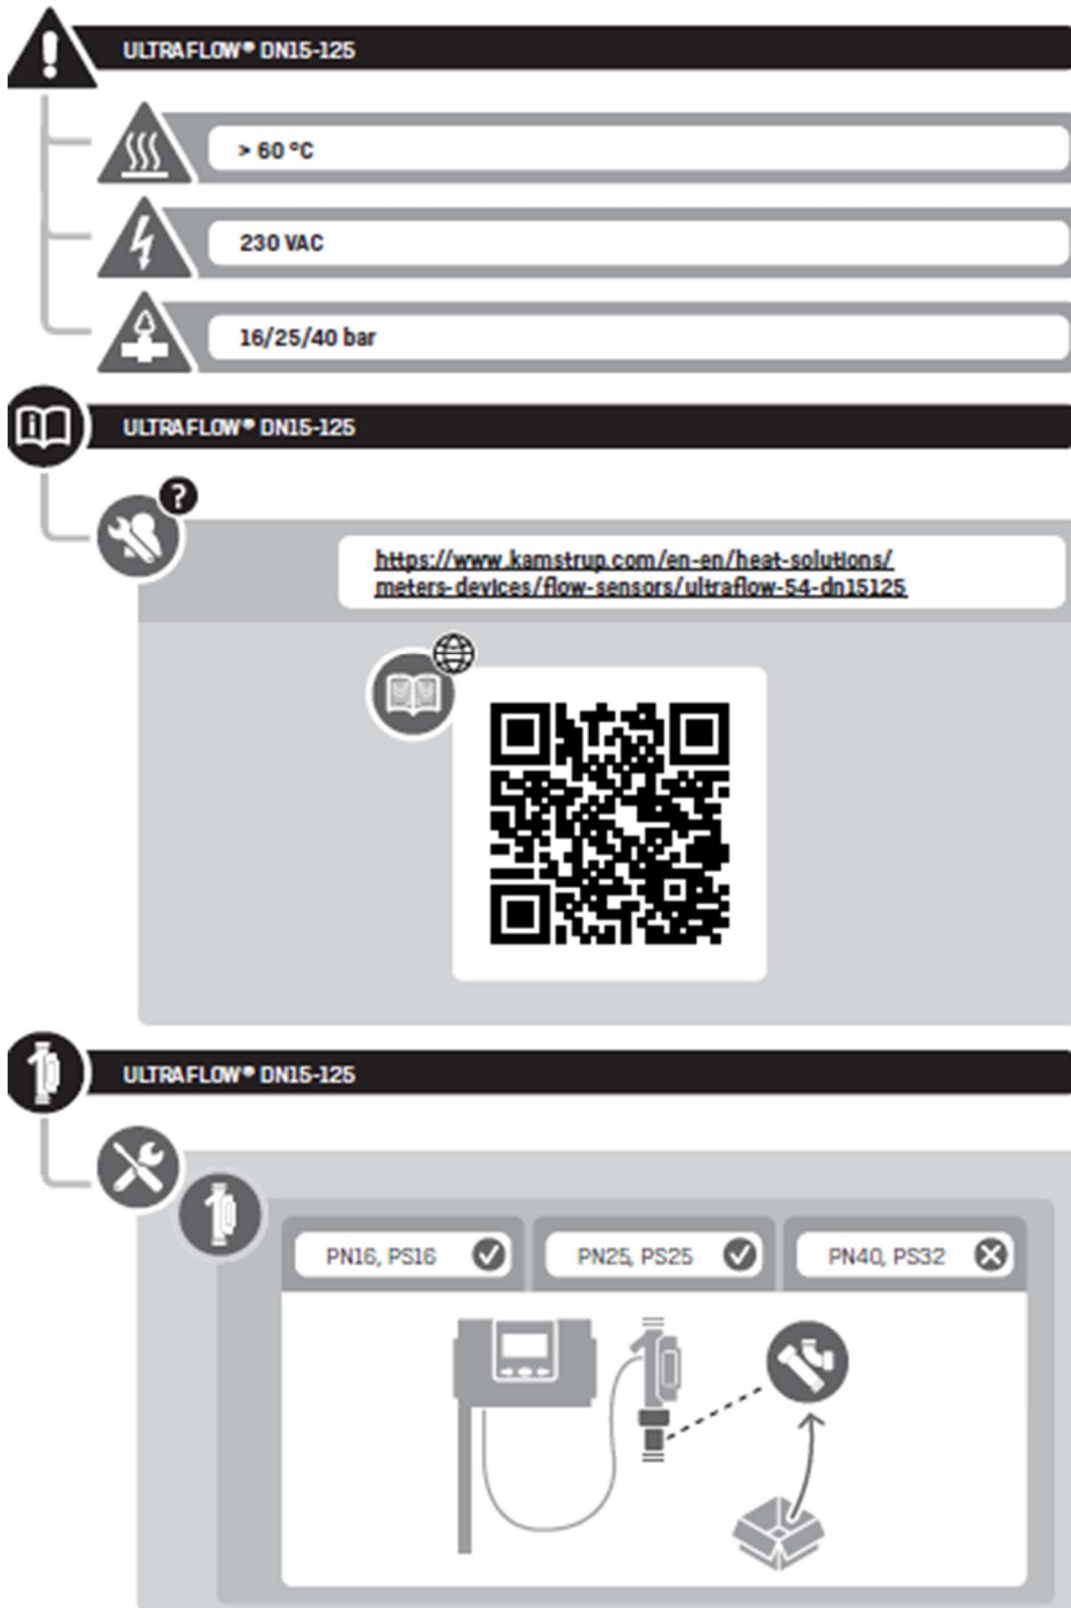 ULTRAFLOW® DN15-125
> 60 °C
230 VAC
16/25/40 bar
ULTRAFLOW® DN15-125
?
https://www.kamstrup.com/en-en/heat-solutions/
meters-devices/flow-sensors/ultraflow-54-dn15125
ULTRAFLOW® DN15-125
PN16, PS16
PN25, PS25
PN40, PS32